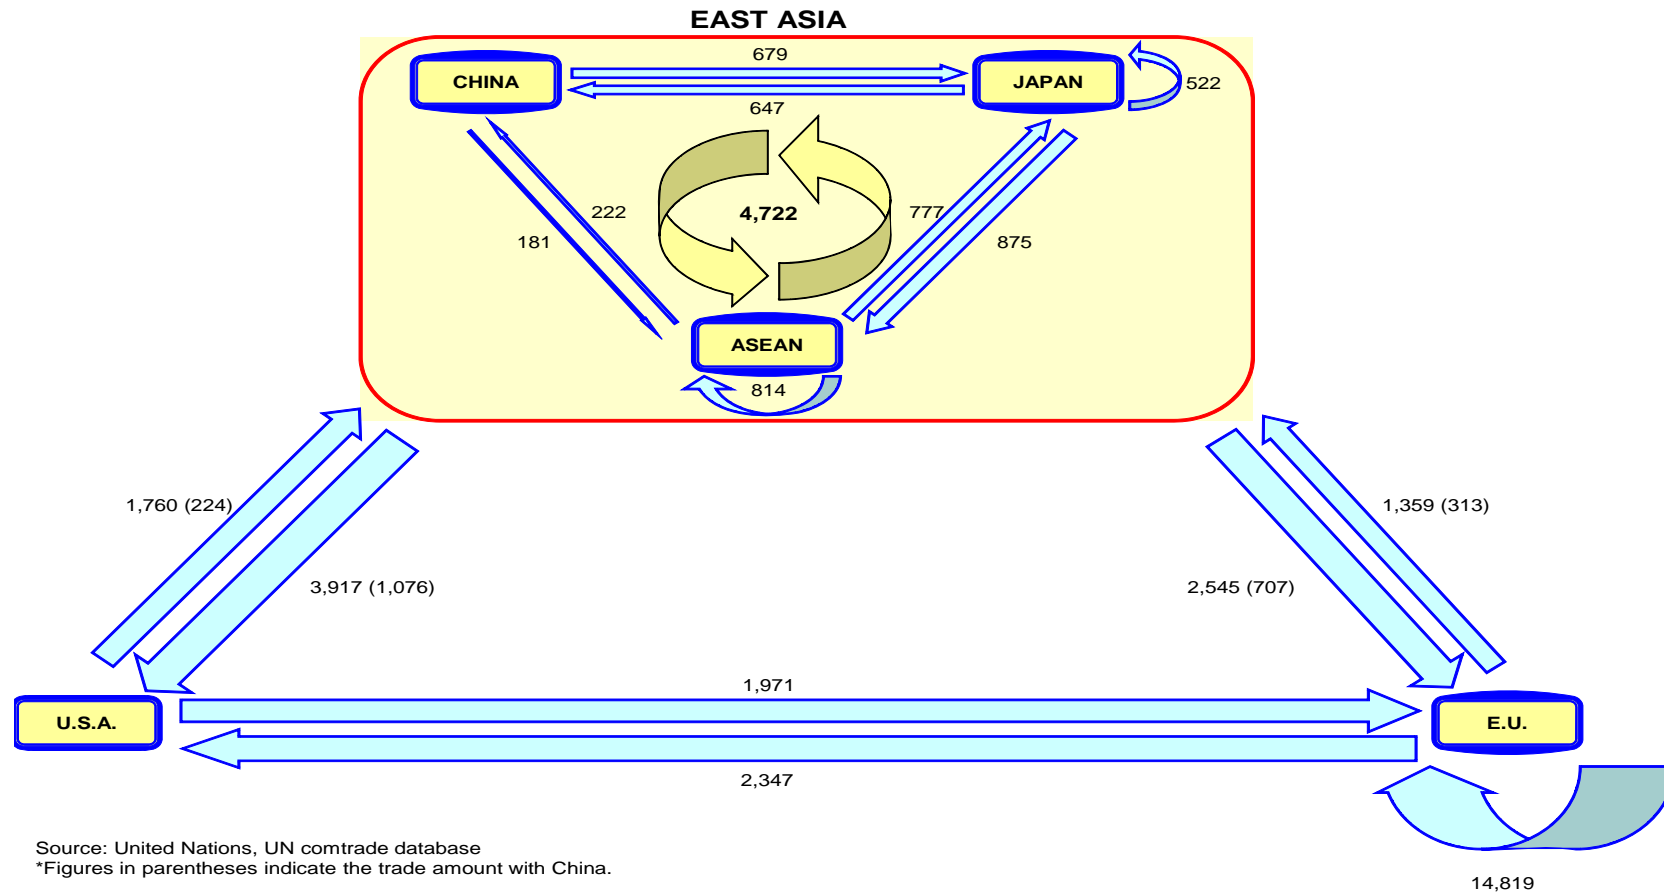 EAST ASIA
679
CHINA
JAPAN
522
647
222
4,722
777
181
875
ASEAN
814
1,760 (224)
1,359 (313)
3,917 (1,076)
2,545 (707)
1,971
U.S.A.
E.U.
2,347
Source: United Nations, UN comtrade database
*Figures in parentheses indicate the trade amount with China.
14,819